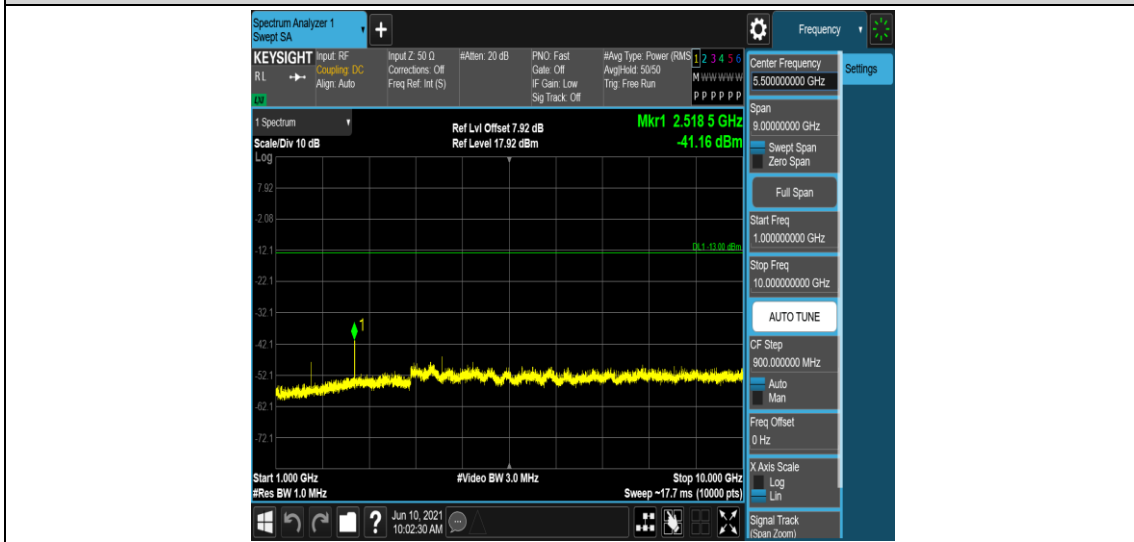 Spectrum Analyzer 1
Swept SA
+
Frequency
KEYSIGHT
RL
Input: RF
Coupling: DC
Align: Auto
Input Z: 50 Ω
Corrections: Off
Freq Ref: Int (S)
#Atten: 20 dB
PNO: Fast
Gate: Off
IF Gain: Low
Sig Track: Off
#Avg Type: Power (RMS
Avg|Hold: 50/50
Trig: Free Run
1 2 3 4 5 6
M W W W W W
P P P P P P
1 Spectrum
Scale/Div 10 dB
Log
Ref Lvl Offset 7.92 dB
Ref Level 17.92 dBm
Mkr1 2.518 5 GHz
-41.16 dBm
7.92
-2.08
-12.1
DL1 -13.00 dBm
-22.1
-32.1
1
-42.1
-52.1
-62.1
-72.1
Start 1.000 GHz
#Res BW 1.0 MHz
#Video BW 3.0 MHz
Stop 10.000 GHz
Sweep ~17.7 ms (10000 pts)
?
Jun 10, 2021
10:02:30 AM
Center Frequency
5.500000000 GHz
Settings
Span
9.00000000 GHz
Swept Span
Zero Span
Full Span
Start Freq
1.000000000 GHz
Stop Freq
10.000000000 GHz
AUTO TUNE
CF Step
900.000000 MHz
Auto
Man
Freq Offset
0 Hz
X Axis Scale
Log
Lin
Signal Track
(Span Zoom)